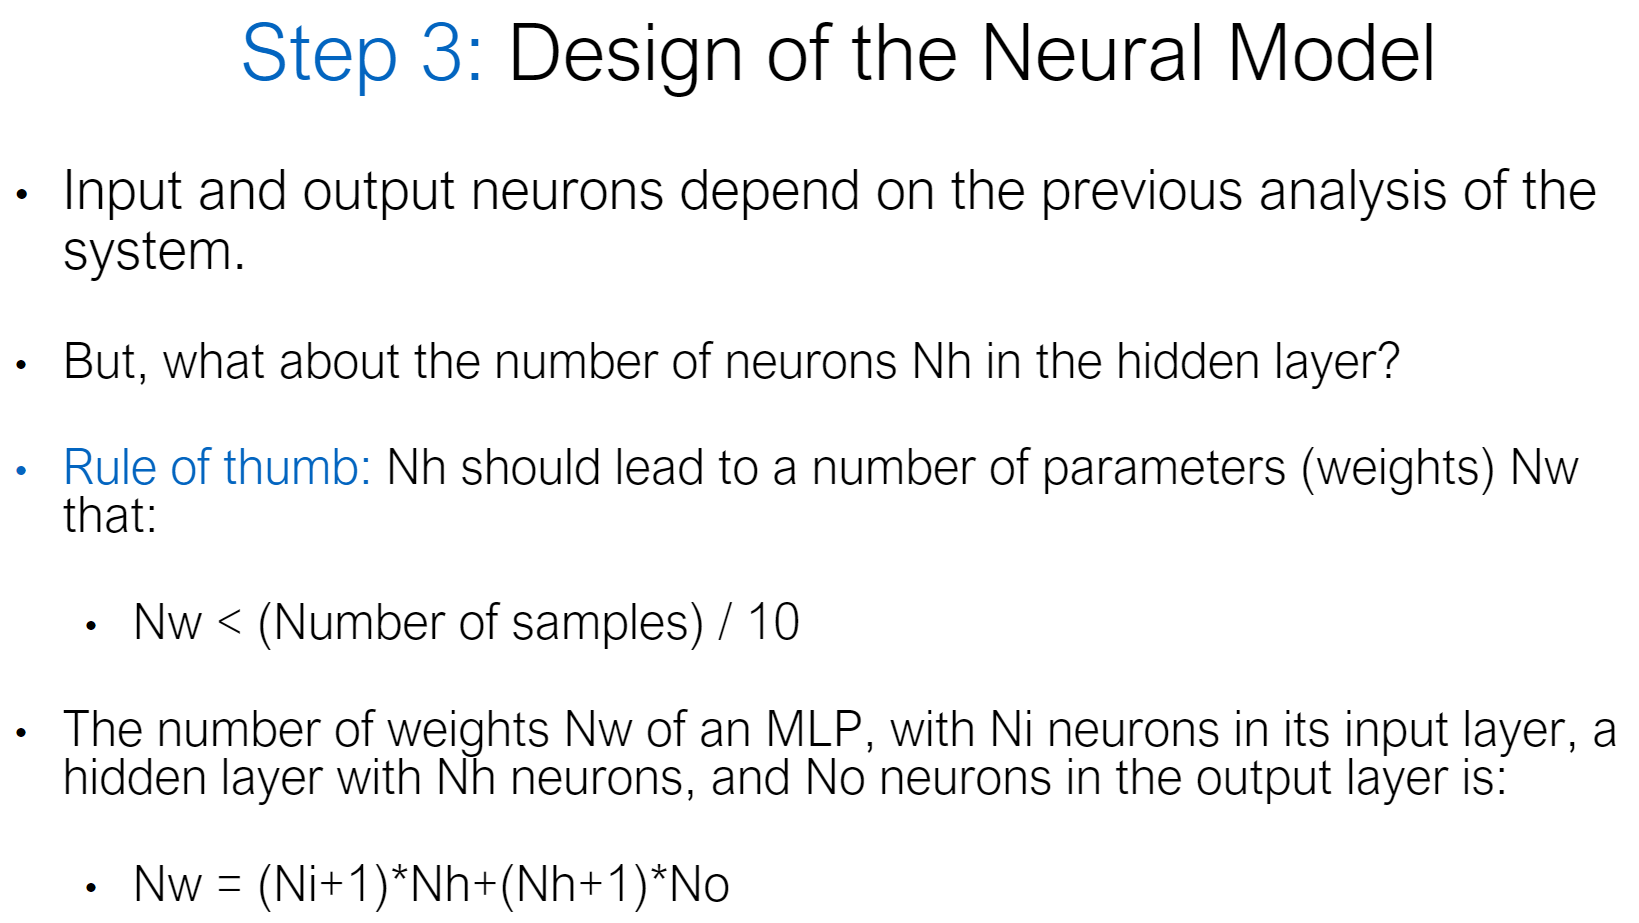 Step 3: Design of the Neural Model
• Input and output neurons depend on the previous analysis of the
system.
• But, what about the number of neurons Nh in the hidden layer?
• Rule of thumb: Nh should lead to a number of parameters (weights) Nw
that:
• Nw < (Number of samples) / 10
• The number of weights Nw of an MLP, with Ni neurons in its input layer, a
hidden layer with Nh neurons, and No neurons in the output layer is:
• Nw = (Ni+1)*Nh+(Nh+1)*No